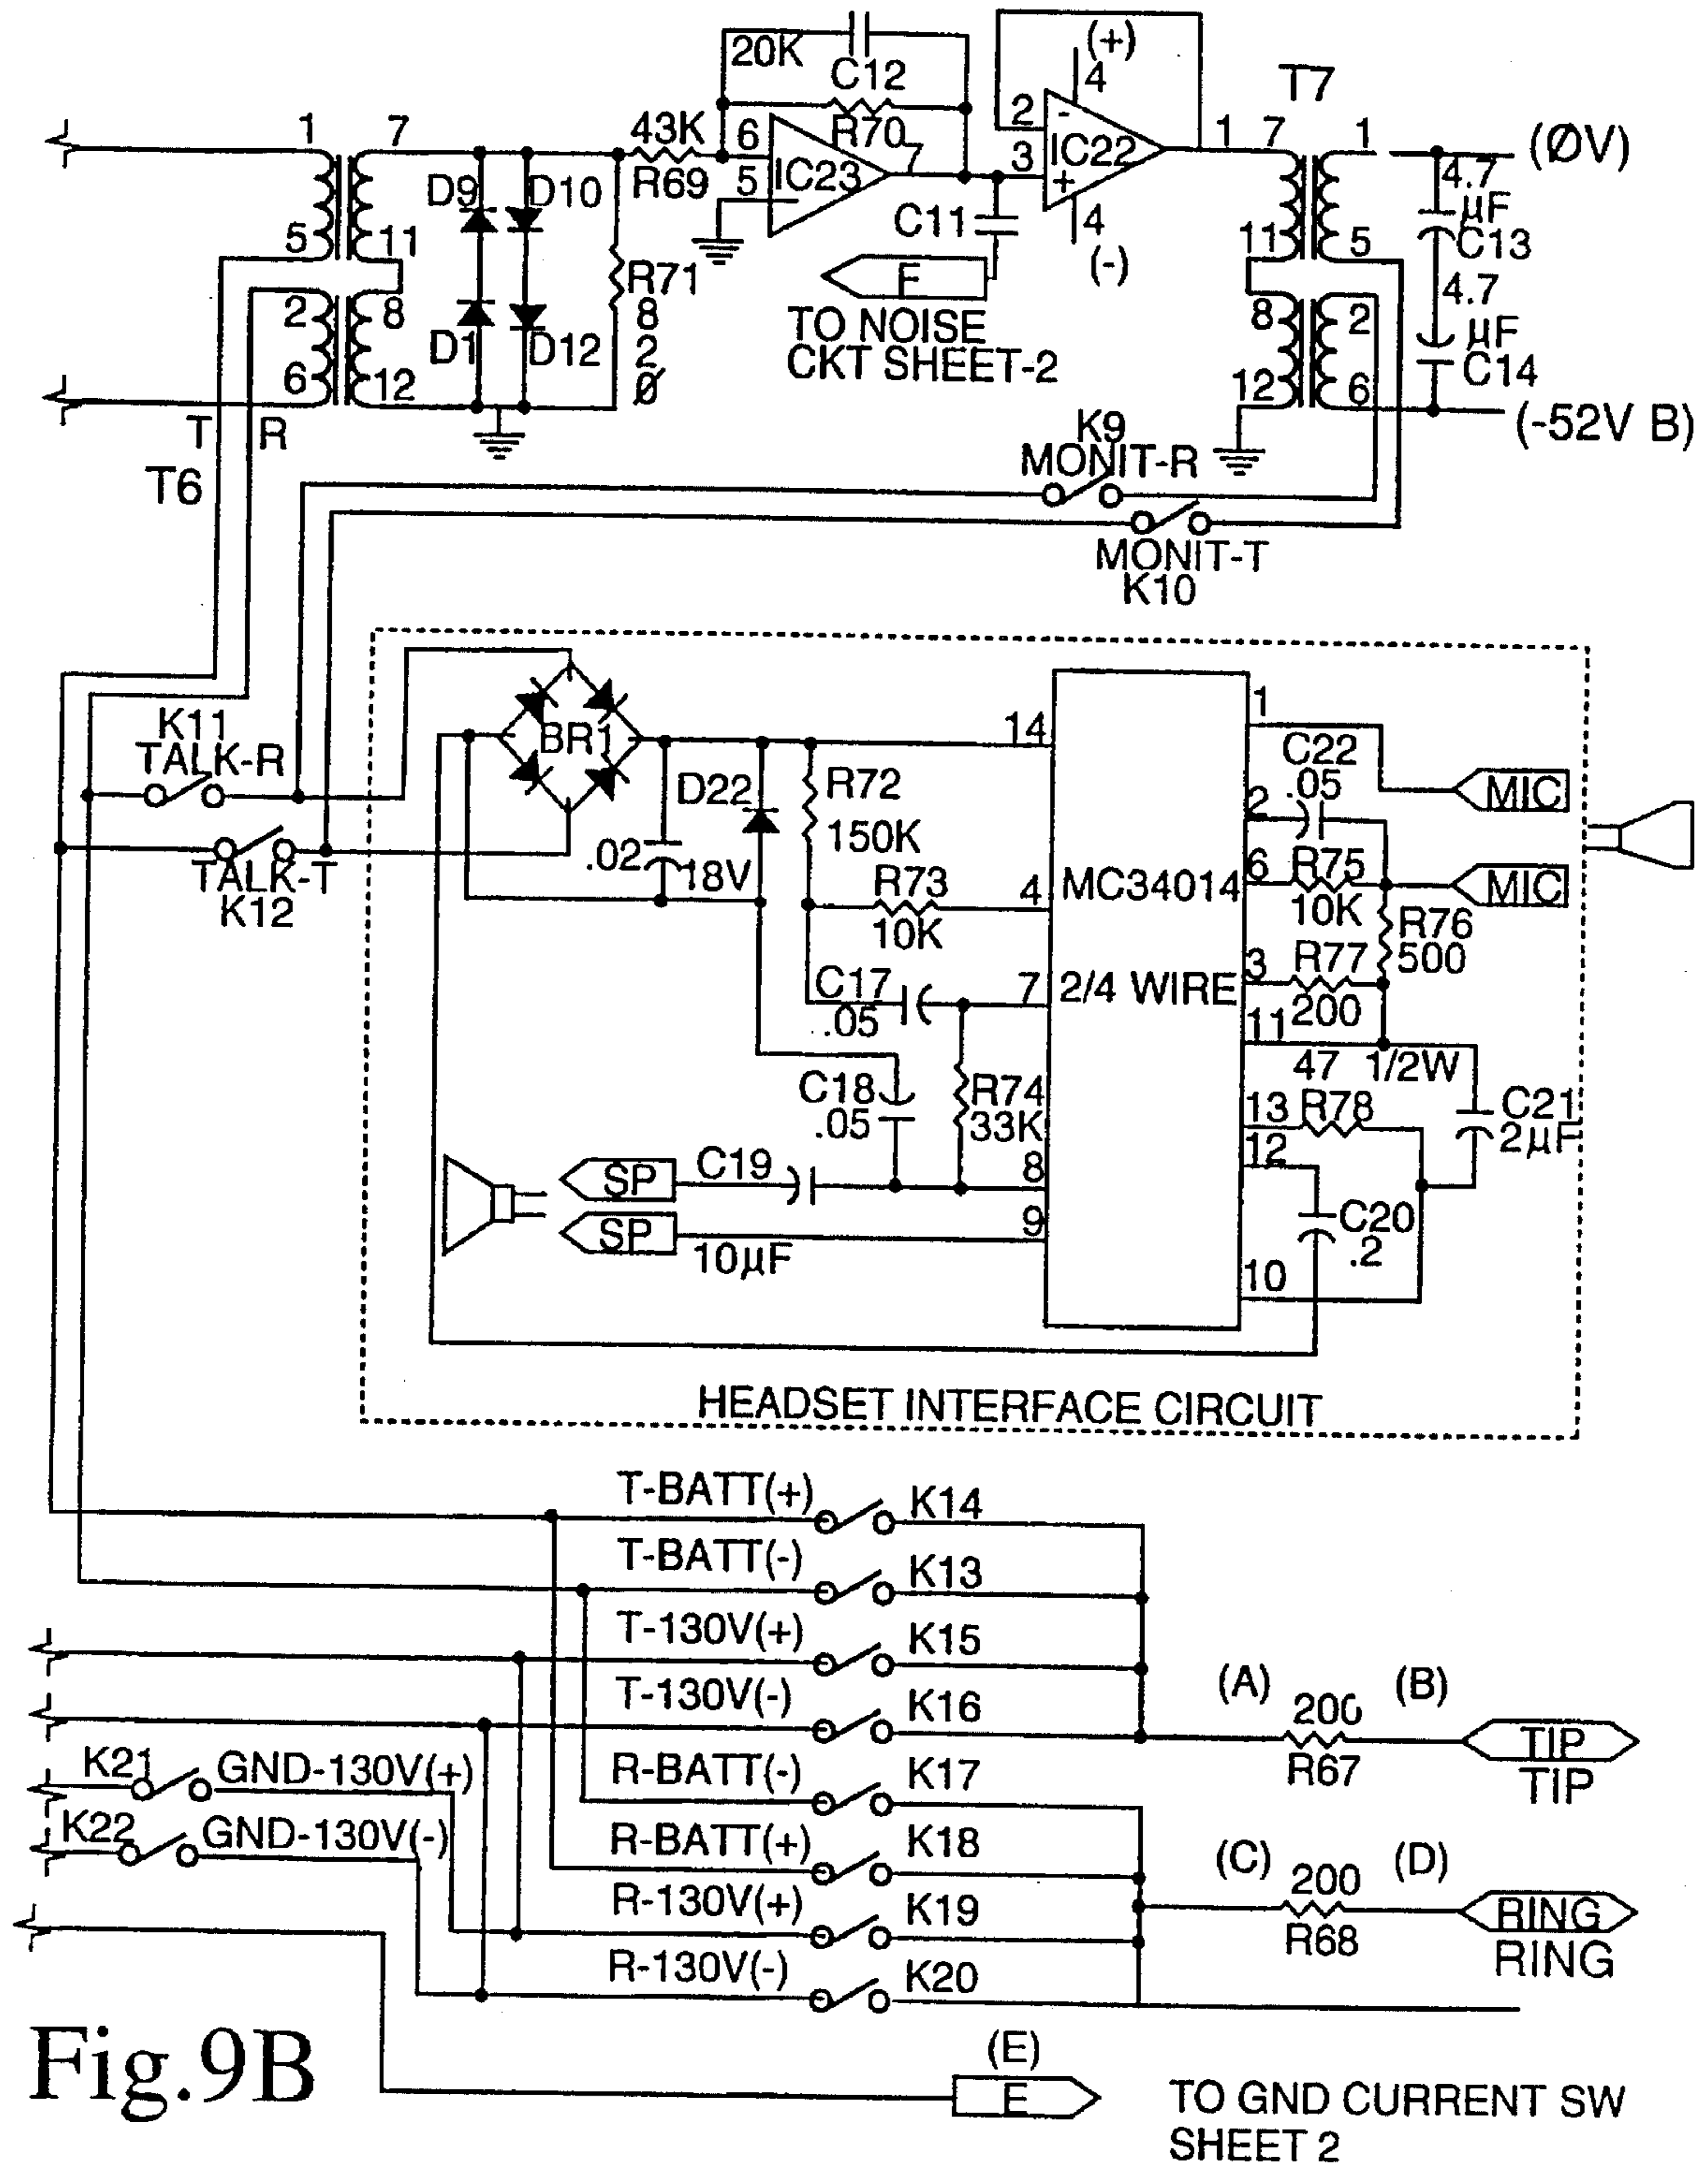 20K
C12
(+)
4
T7
1
7
43K
6
R70
7
2
-
IC22
1
7
1
(ØV)
D9
D10
R69
5
IC23
3
+
4.7
µF
C13
C11
4
(-)
5
11
11
5
F
R71
8
2
Ø
4.7
µF
C14
2
8
D1
D12
TO NOISE
CKT SHEET-2
8
2
6
12
12
6
T
R
(-52V B)
T6
K9
MONIT-R
MONIT-T
K10
K11
TALK-R
BR1
14
1
C22
.05
MIC
D22
R72
150K
2
.02
18V
TALK-T
K12
R73
10K
4
MC34014
6
R75
10K
MIC
R76
500
C17
.05
7
2/4 WIRE
3
R77
200
11
47
1/2W
C18
.05
R74
33K
13
R78
C21
2µF
12
SP
C19
8
SP
10µF
9
C20
.2
10
HEADSET INTERFACE CIRCUIT
T-BATT(+)
K14
T-BATT(-)
K13
T-130V(+)
K15
T-130V(-)
K16
(A)
200
(B)
R67
TIP
TIP
K21
GND-130V(+)
R-BATT(-)
K17
K22
GND-130V(-)
R-BATT(+)
K18
(C)
200
(D)
R-130V(+)
K19
R68
RING
RING
R-130V(-)
K20
Fig.9B
(E)
E
TO GND CURRENT SW
SHEET 2